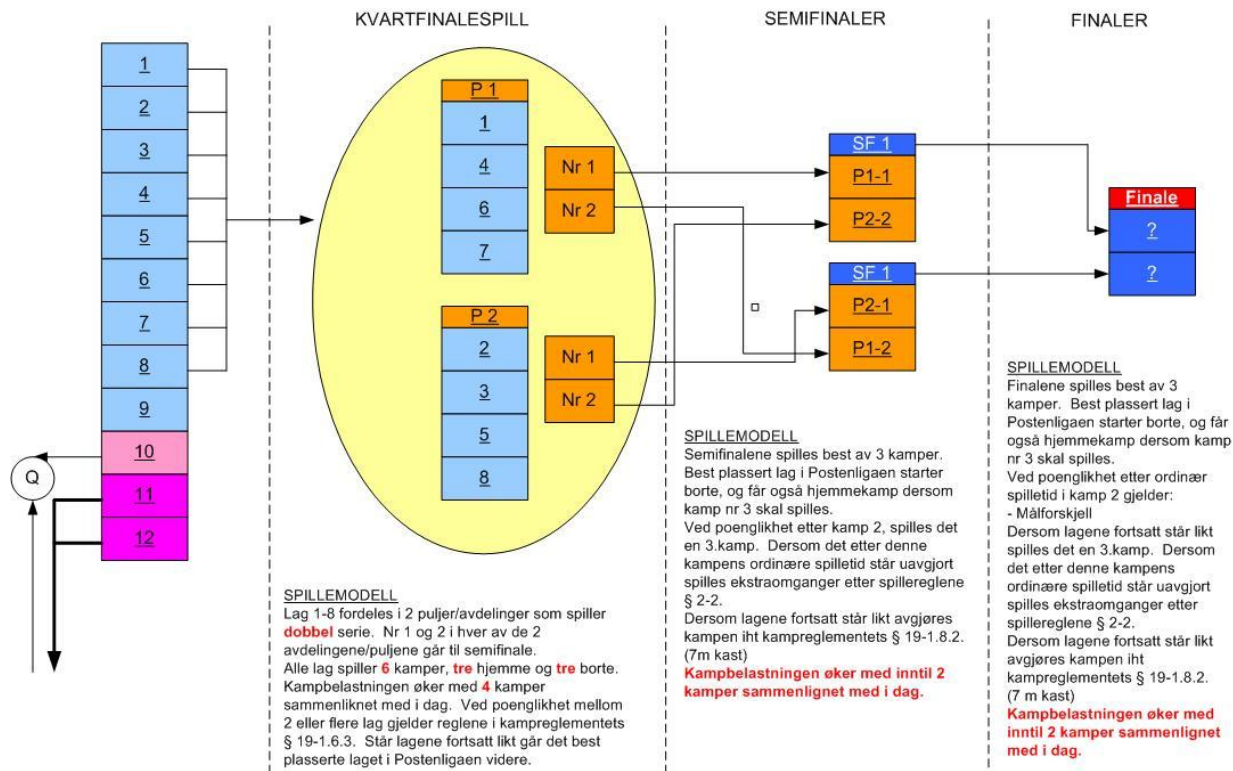 KVARTFINALESPILL
SEMIFINALER
FINALER
1
2
3
4
5
6
7
8
9
10
11
12
Q
P 1
1
4
6
7
Nr 1
Nr 2
P 2
2
3
5
8
Nr 1
Nr 2
SF 1
P1-1
P2-2
SF 1
P2-1
P1-2
Finale
?
?
SPILLEMODELL
Lag 1-8 fordeles i 2 puljer/avdelinger som spiller
dobbel serie. Nr 1 og 2 i hver av de 2
avdelingene/puljene går til semifinale.
Alle lag spiller 6 kamper, tre hjemme og tre borte.
Kampbelastningen øker med 4 kamper
sammenliknet med i dag. Ved poenglikhet mellom
2 eller flere lag gjelder reglene i kampreglementets
§ 19-1.6.3. Står lagene fortsatt likt går det best
plasserte laget i Postenligaen videre.
SPILLEMODELL
Semifinalene spilles best av 3 kamper.
Best plassert lag i Postenligaen starter
borte, og får også hjemmekamp dersom
kamp nr 3 skal spilles.
Ved poenglikhet etter kamp 2, spilles det
en 3.kamp. Dersom det etter denne
kampens ordinære spilletid står uavgjort
spilles ekstraomganger etter spillereglene
§ 2-2.
Dersom lagene fortsatt står likt avgjøres
kampen iht kampreglementets § 19-1.8.2.
(7m kast)
Kampbelastningen øker med inntil 2
kamper sammenlignet med i dag.
SPILLEMODELL
Finalene spilles best av 3
kamper. Best plassert lag i
Postenligaen starter borte, og får
også hjemmekamp dersom kamp
nr 3 skal spilles.
Ved poenglikhet etter ordinær
spilletid i kamp 2 gjelder:
- Målforskjell
Dersom lagene fortsatt står likt
spilles det en 3.kamp. Dersom
det etter denne kampens
ordinære spilletid står uavgjort
spilles ekstraomganger etter
spillereglene § 2-2.
Dersom lagene fortsatt står likt
avgjøres kampen iht
kampreglementets § 19-1.8.2.
(7 m kast)
Kampbelastningen øker med
inntil 2 kamper sammenlignet
med i dag.